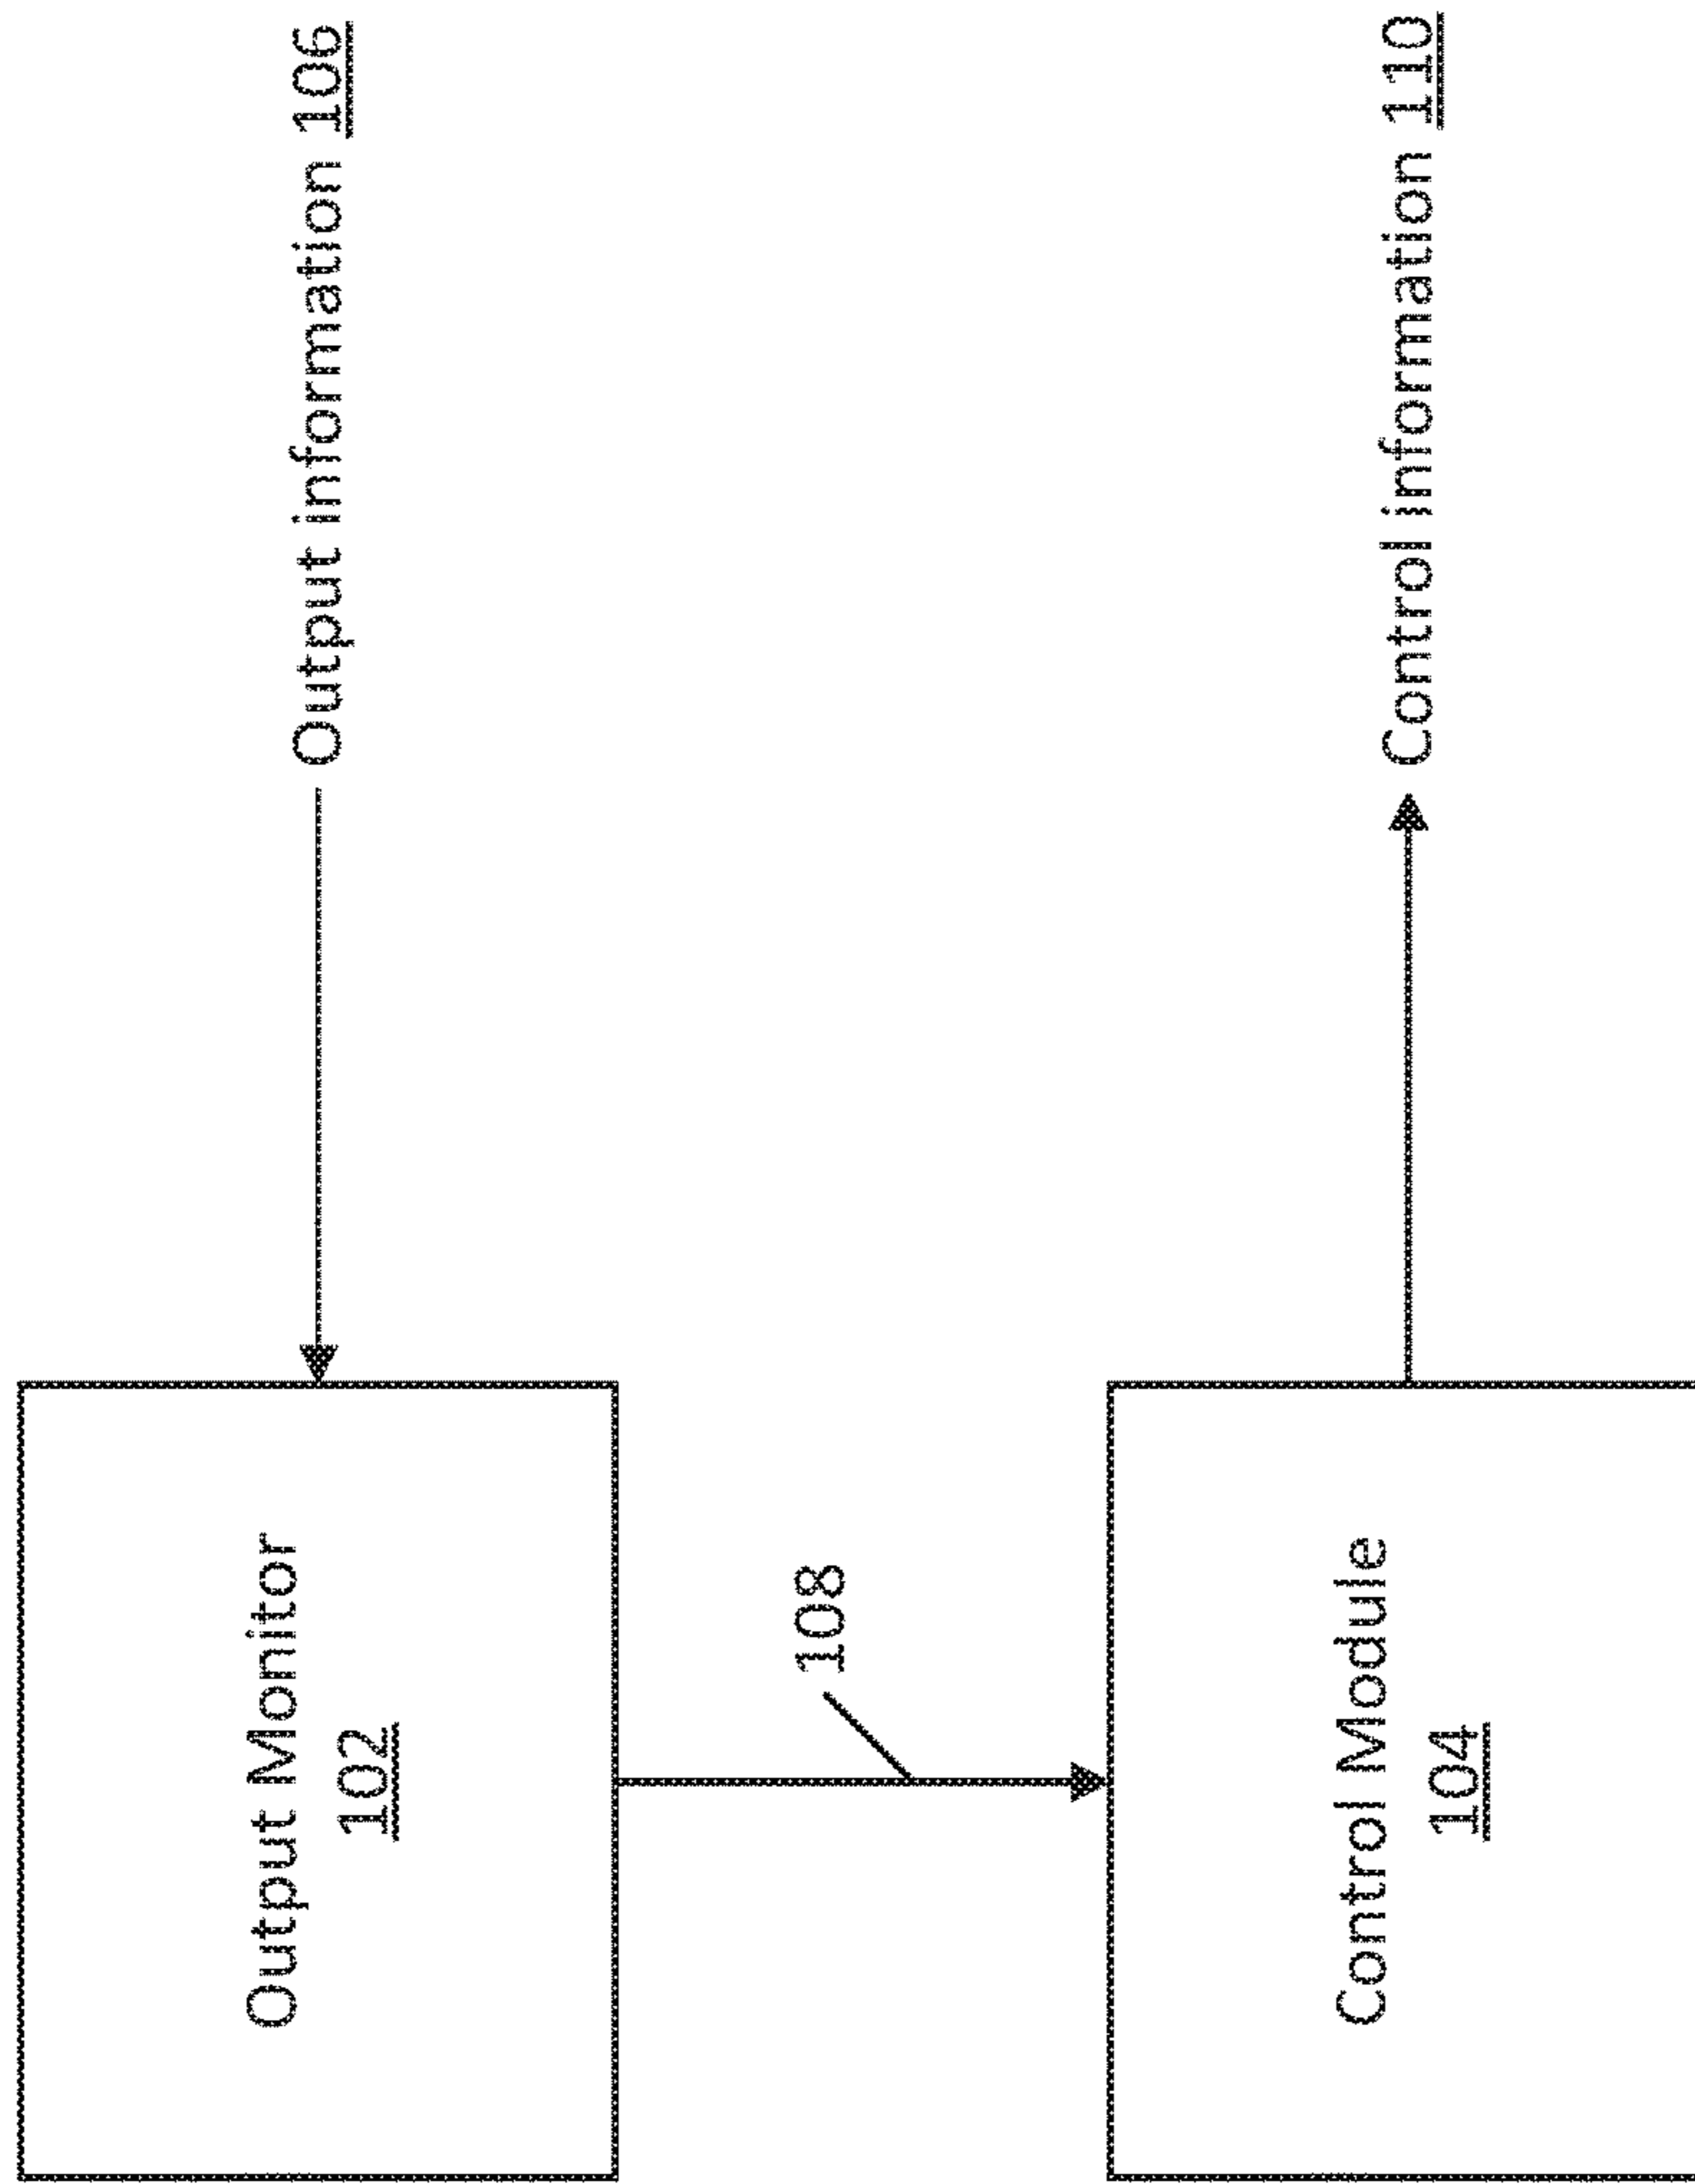 Output Monitor
102
Output information 106
108
Control Module
104
Control information 110